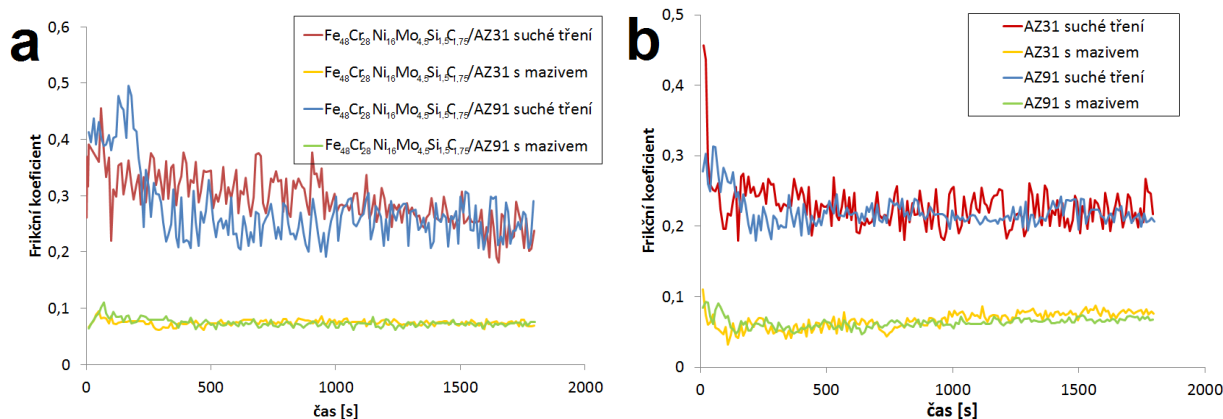 a
0,6
0,5
0,4
0,3
0,2
0,1
0
Frikční koeficient
0
500
1000
1500
2000
čas [s]
Fe48Cr28Ni16Mo4,5Si1,5C1,75/AZ31 suché tření
Fe48Cr28Ni16Mo4,5Si1,5C1,75/AZ31 s mazivem
Fe48Cr28Ni16Mo4,5Si1,5C1,75/AZ91 suché tření
Fe48Cr28Ni16Mo4,5Si1,5C1,75/AZ91 s mazivem
b
0,5
0,4
0,3
0,2
0,1
0
Frikční koeficient
0
500
1000
1500
2000
čas [s]
AZ31 suché tření
AZ31 s mazivem
AZ91 suché tření
AZ91 s mazivem